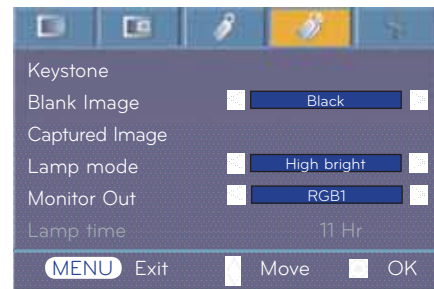 Keystone
Blank Image Black
Captured Image
Lamp mode High bright
Monitor Out RGB1
Lamp time 11 Hr
MENU Exit Move OK